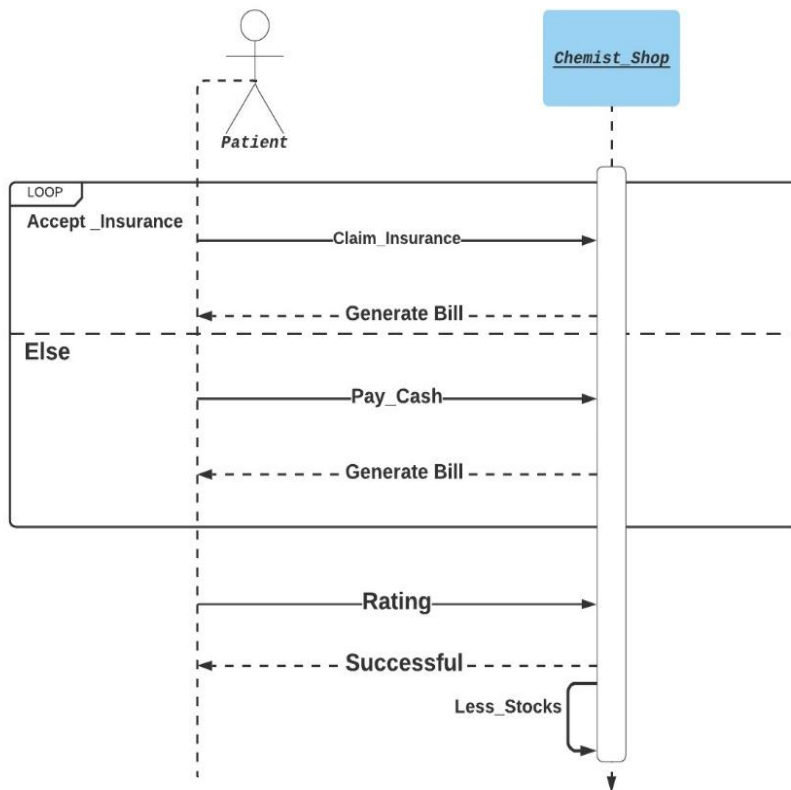 Chemist_Shop
Patient
LOOP
Accept _Insurance
Claim_Insurance
Generate Bill
Else
Pay_Cash
Generate Bill
Rating
Successful
Less_Stocks